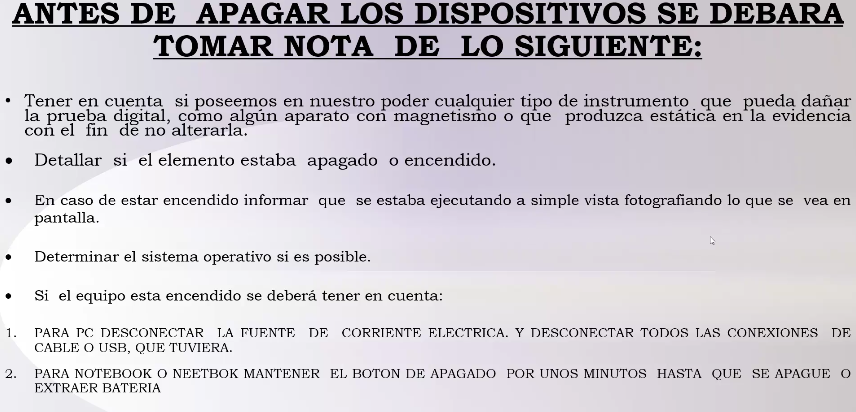 ANTES DE APAGAR LOS DISPOSITIVOS SE DEBARA
TOMAR NOTA DE LO SIGUIENTE:
• Tener en cuenta si poseemos en nuestro poder cualquier tipo de instrumento que pueda dañar
la prueba digital, como algún aparato con magnetismo o que produzca estática en la evidencia
con el fin de no alterarla.
• Detallar si el elemento estaba apagado o encendido.
• En caso de estar encendido informar que se estaba ejecutando a simple vista fotografiando lo que se vea en
pantalla.
• Determinar el sistema operativo si es posible.
• Si el equipo esta encendido se deberá tener en cuenta:
1. PARA PC DESCONECTAR LA FUENTE DE CORRIENTE ELECTRICA. Y DESCONECTAR TODOS LAS CONEXIONES DE
CABLE O USB, QUE TUVIERA.
2. PARA NOTEBOOK O NEETBOK MANTENER EL BOTON DE APAGADO POR UNOS MINUTOS HASTA QUE SE APAGUE O
EXTRAER BATERIA